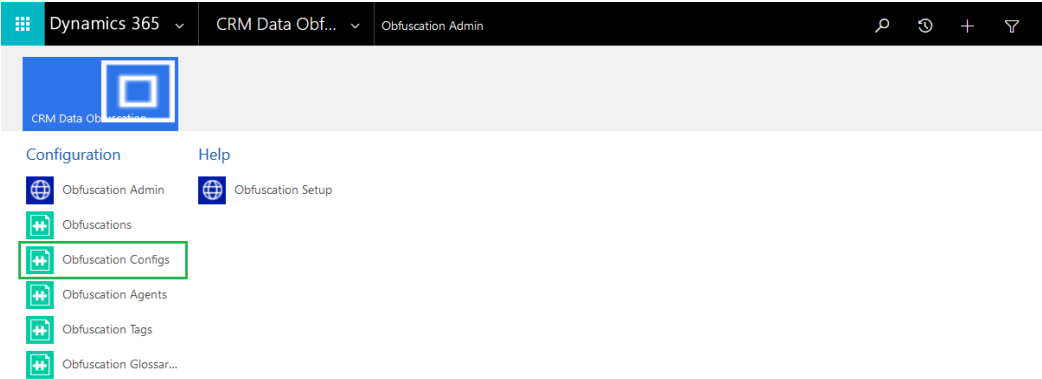 Dynamics 365 CRM Data Obf... Obfuscation Admin
CRM Data Obfuscation
Configuration Help
Obfuscation Admin Obfuscation Setup
Obfuscations
Obfuscation Configs
Obfuscation Agents
Obfuscation Tags
Obfuscation Glossar...